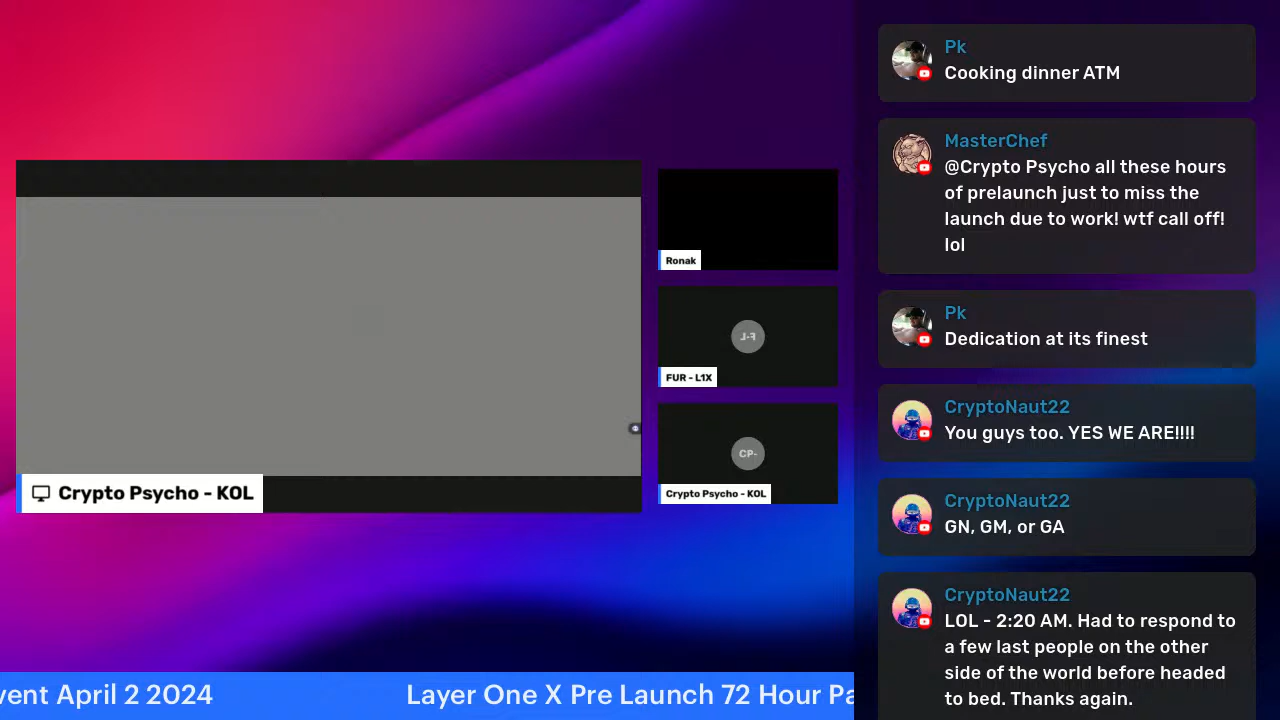 Ronak
J-F
FUR - L1X
CP-
Crypto Psycho - KOL
Crypto Psycho - KOL
vent April 2 2024
Layer One X Pre Launch 72 Hour Pa
Pk
Cooking dinner ATM
MasterChef
@Crypto Psycho all these hours
of prelaunch just to miss the
launch due to work! wtf call off!
lol
Pk
Dedication at its finest
CryptoNaut22
You guys too. YES WE ARE!!!!
CryptoNaut22
GN, GM, or GA
CryptoNaut22
LOL - 2:20 AM. Had to respond to
a few last people on the other
side of the world before headed
to bed. Thanks again.